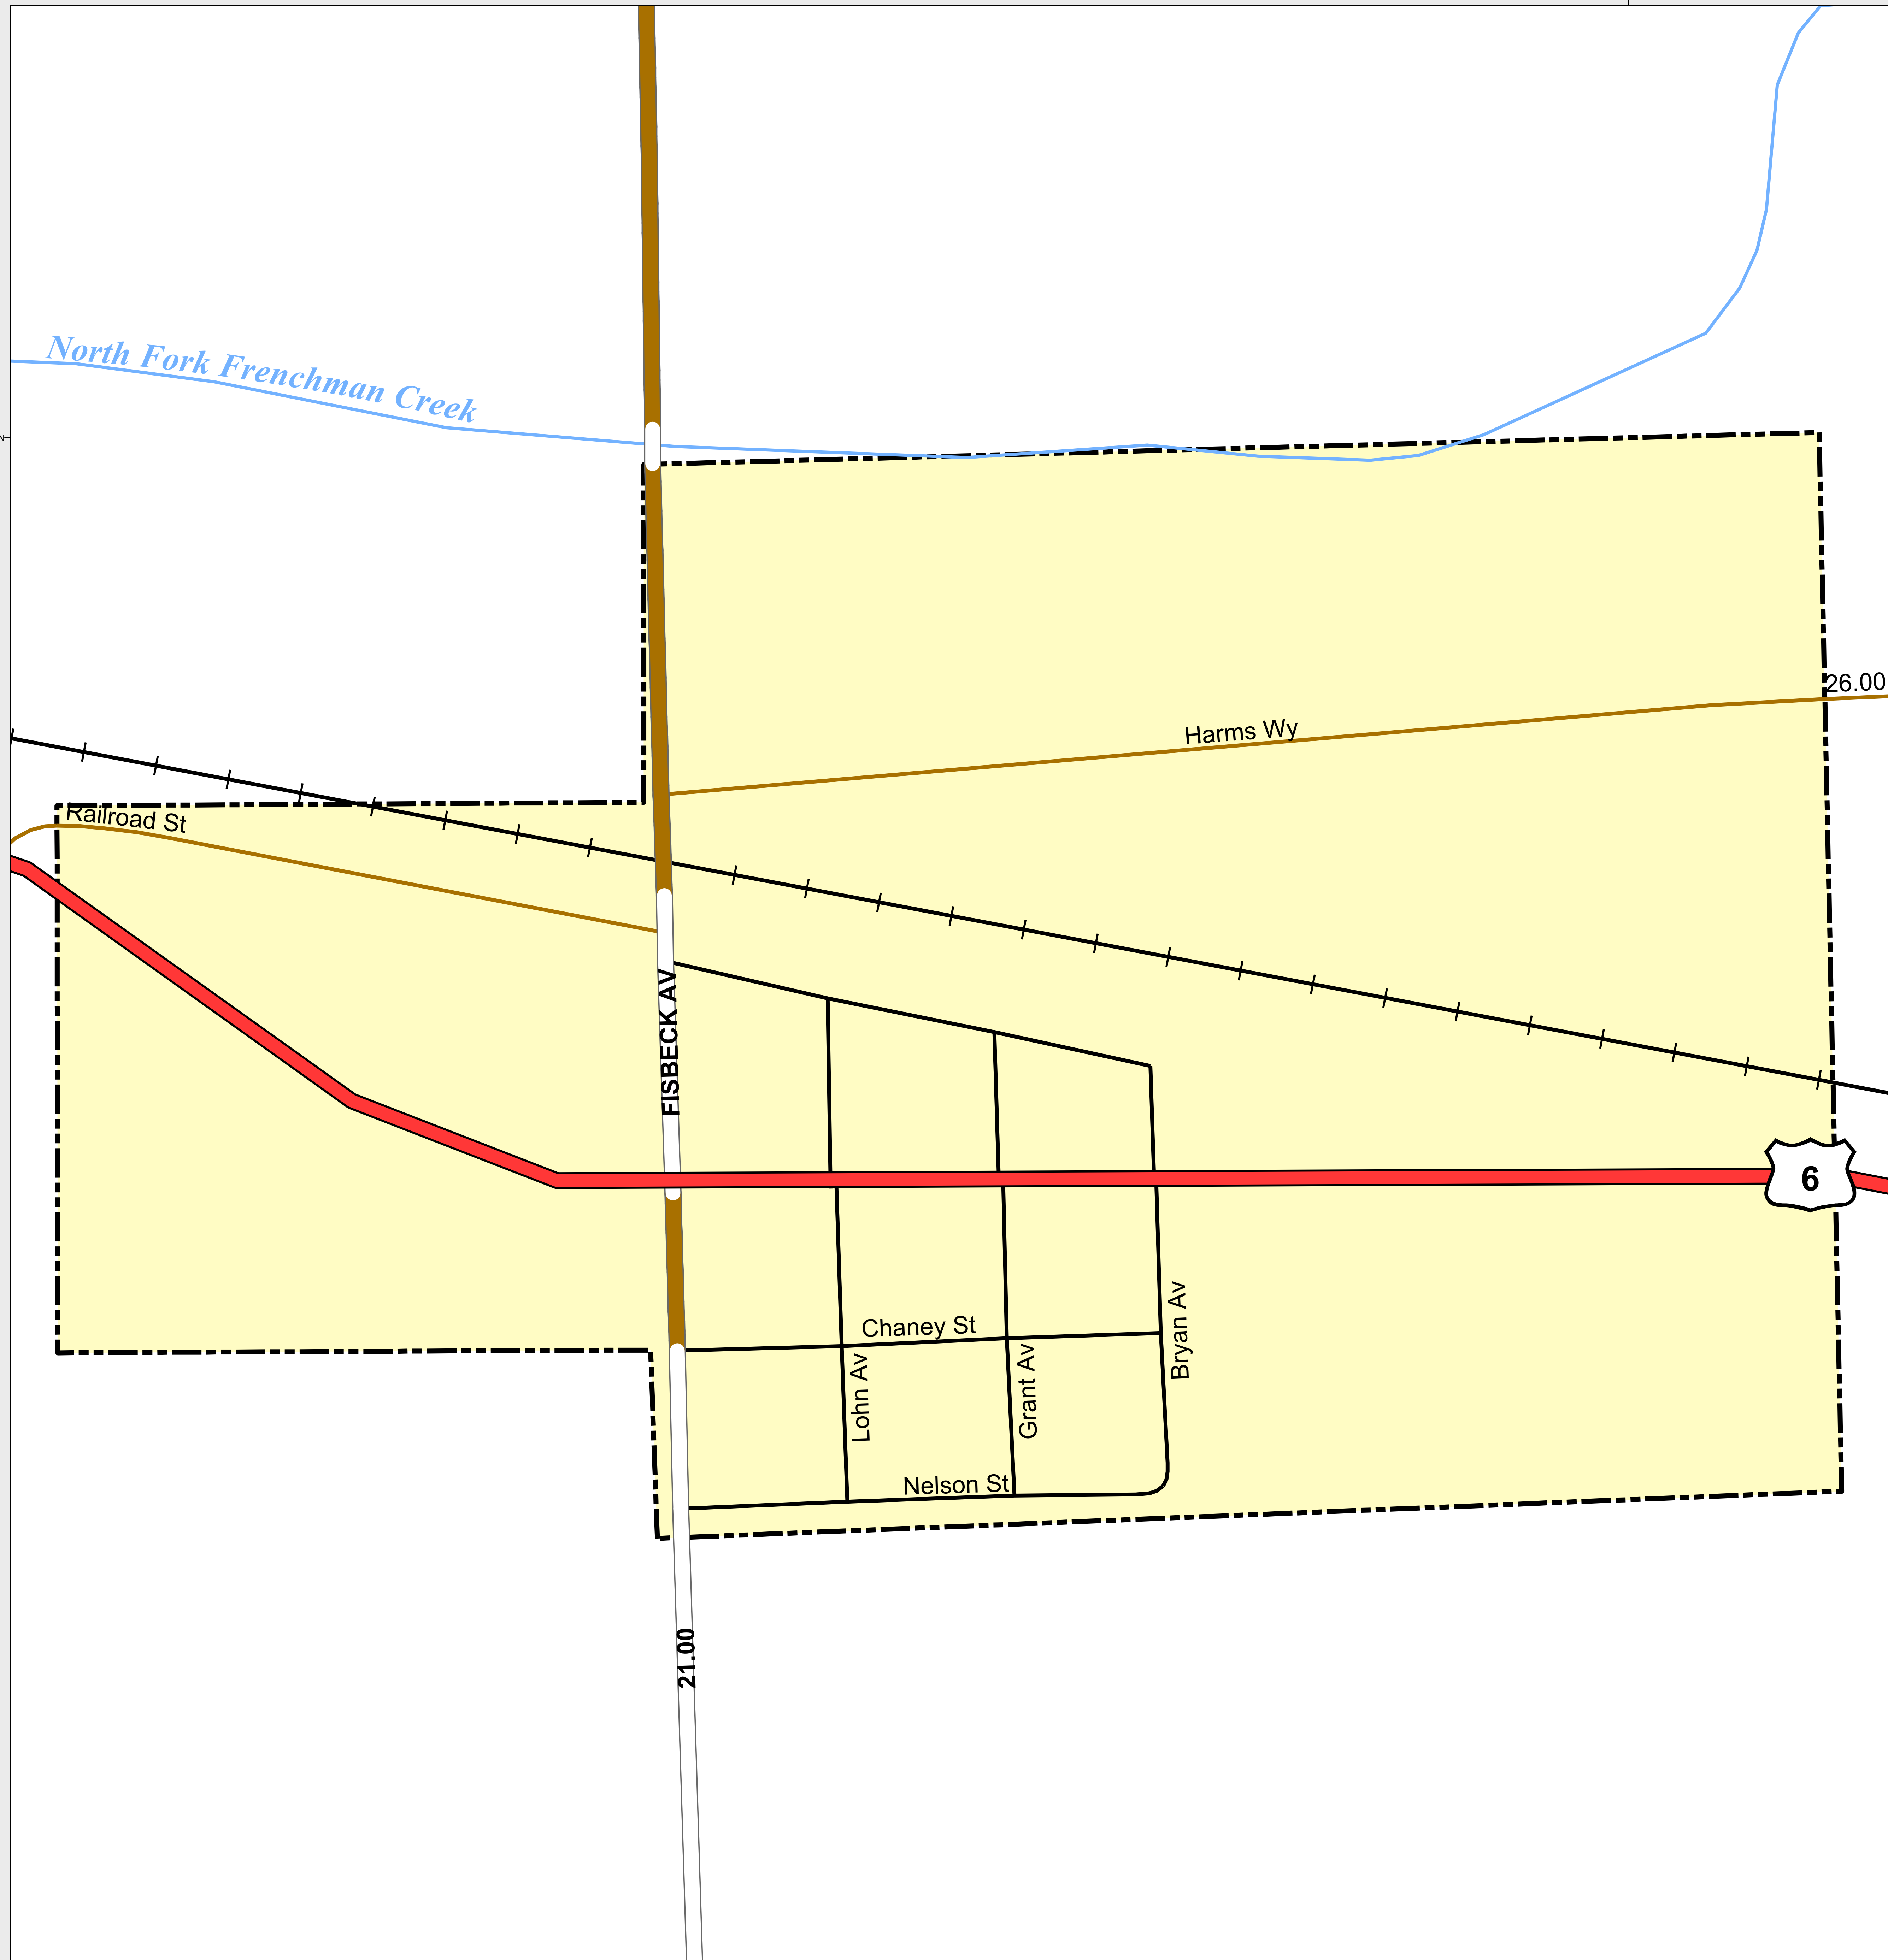 North Fork Frenchman Creek
26.00
Harms Wy
Railroad St
FISBECK AV
6
Chaney St
Bryan Av
Lohn Av
Grant Av
Nelson St
21.00